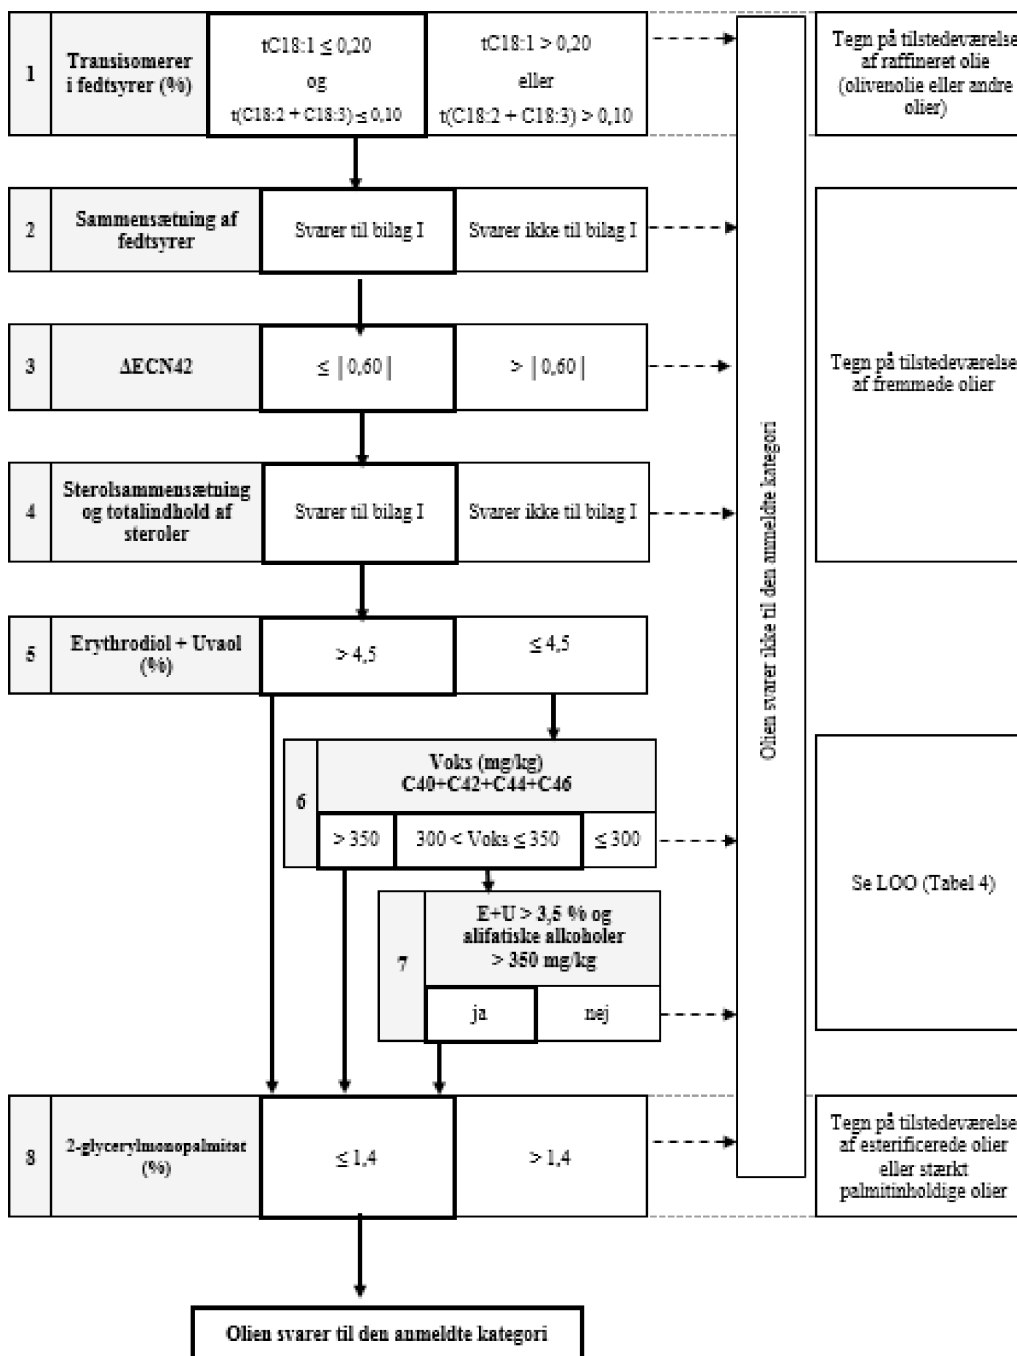 1
Transisomerer
i fedtsyrer (%)
tC18:1 ≤ 0,20
og
t(C18:2 + C18:3) ≤ 0,10
tC18:1 > 0,20
eller
t(C18:2 + C18:3) > 0,10
Tegn på tilstedeværelse
af raffineret olie
(olivenolie eller andre
olier)
2
Sammensætning af
fedtsyrer
Svarer til bilag I
Svarer ikke til bilag I
3
ΔECN42
≤ |0,60|
> |0,60|
Tegn på tilstedeværelse
af fremmede olier
4
Sterolsammensætning
og totalindhold af
steroler
Svarer til bilag I
Svarer ikke til bilag I
Olien svarer ikke til den anmeldte kategori
5
Erythrodiol + Uvaol
(%)
> 4,5
≤ 4,5
6
Voks (mg/kg)
C40+C42+C44+C46
> 350
300 < Voks ≤ 350
≤ 300
Se LOO (Tabel 4)
7
E+U > 3,5 % og
alifatiske alkoholer
> 350 mg/kg
ja
nej
8
2-glycerylmonopalmitat
(%)
≤ 1,4
> 1,4
Tegn på tilstedeværelse
af esterificerede olier
eller stærkt
palmitinholdige olier
Olien svarer til den anmeldte kategori